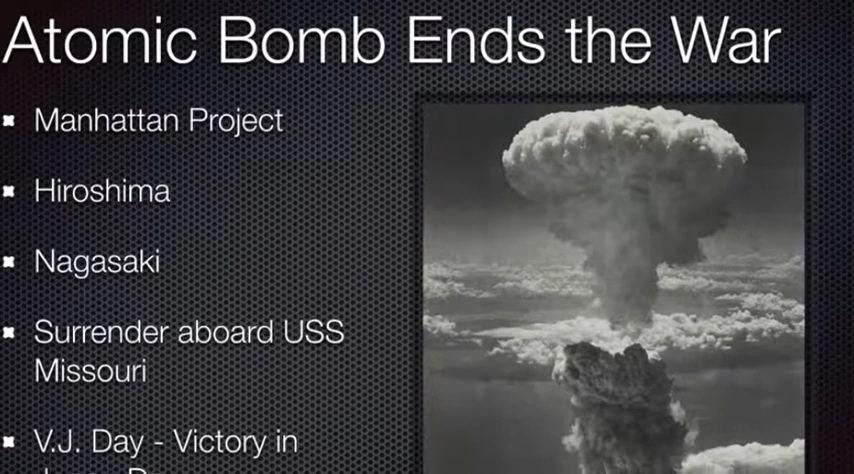 Atomic Bomb Ends the War
Manhattan Project
Hiroshima
Nagasaki
Surrender aboard USS
Missouri
V.J. Day - Victory in